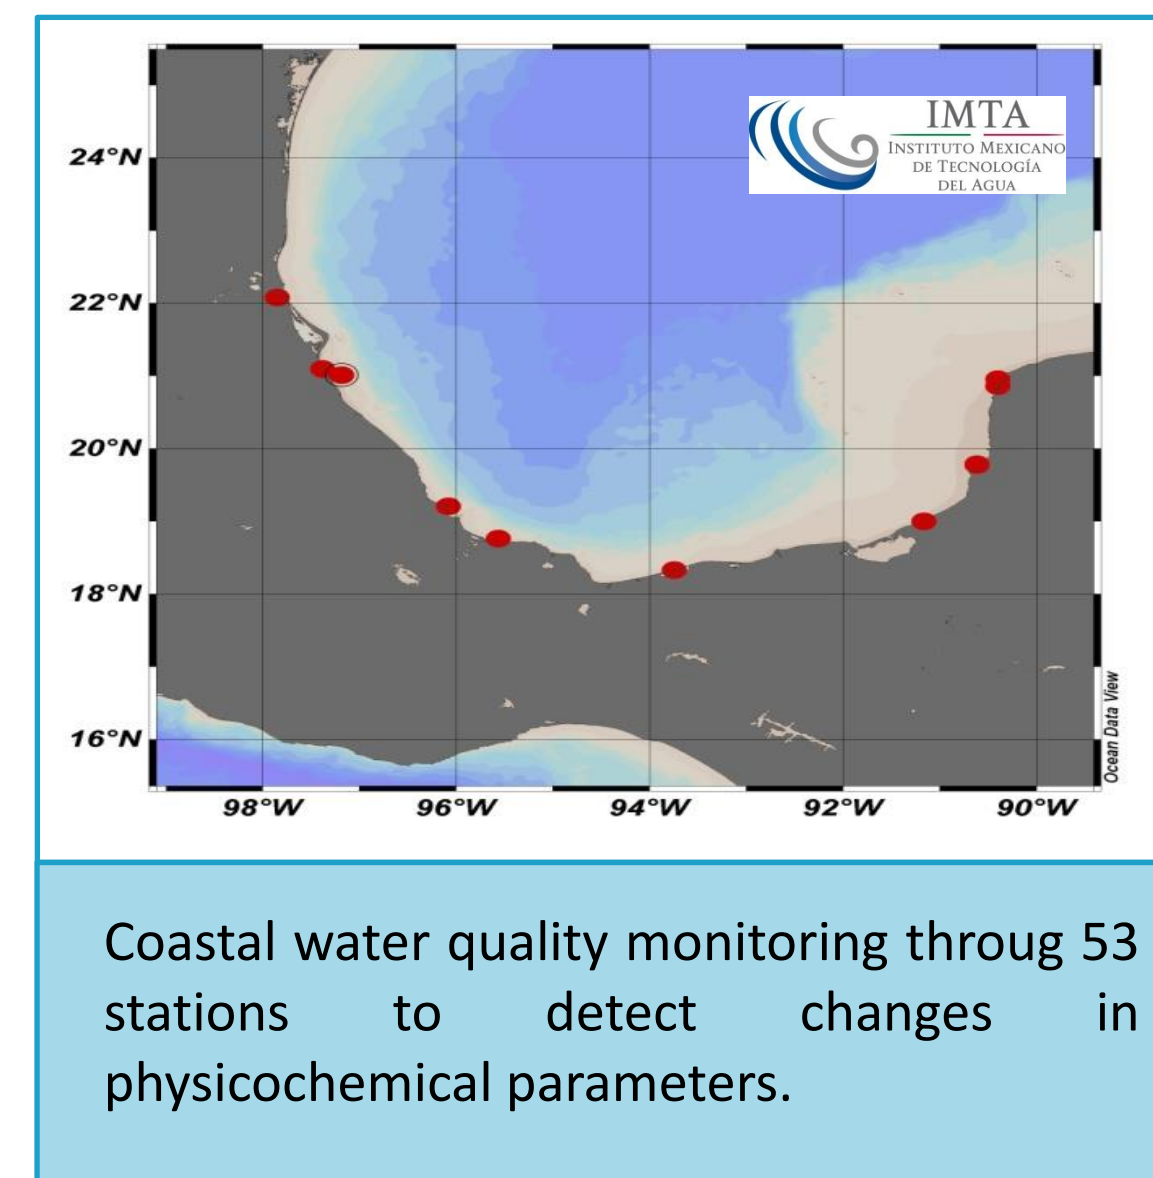 IMTA
INSTITUTO MEXICANO
DE TECNOLOGÍA
DEL AGUA
24°N
22°N
20°N
18°N
16°N
98°W 96°W 94°W 92°W 90°W
Ocean Data View
Coastal water quality monitoring throug 53
stations to detect changes in
physicochemical parameters.